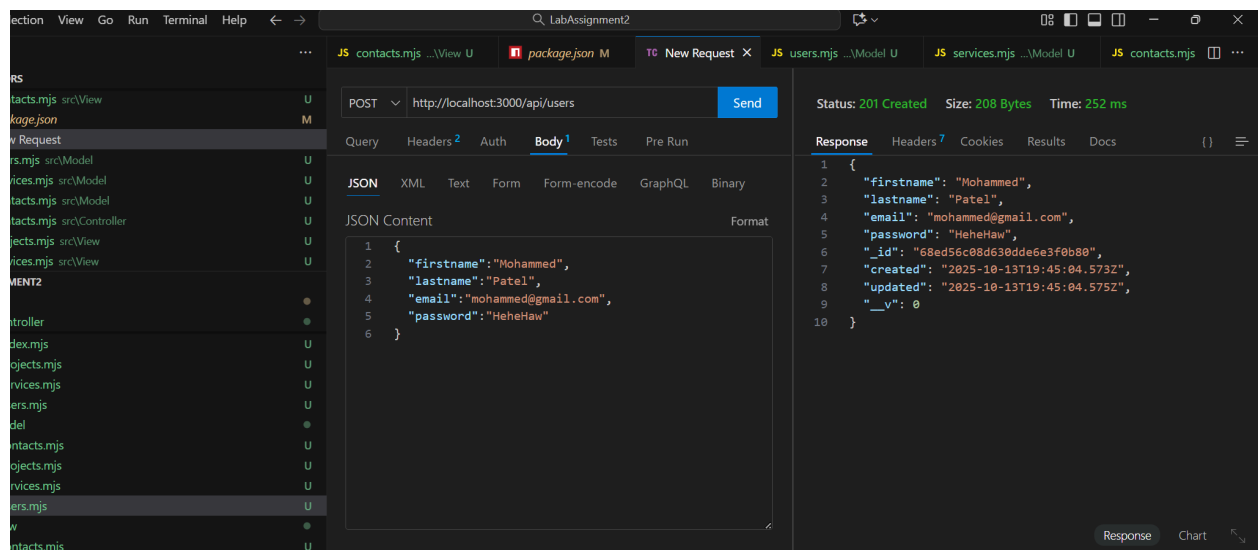 ection View Go Run Terminal Help ← → LabAssignment2
JS contacts.mjs ...\View U package.json M TC New Request × JS users.mjs ...\Model U JS services.mjs ...\Model U JS contacts.mjs ...
RS
tacts.mjs src\View U
kage.json M
w Request
rs.mjs src\Model U
vices.mjs src\Model U
tacts.mjs src\Model U
tacts.mjs src\Controller U
jects.mjs src\View U
vices.mjs src\View U
MENT2
ntroller
dex.mjs U
ojects.mjs U
rvices.mjs U
ers.mjs U
del
ontacts.mjs U
ojects.mjs U
rvices.mjs U
ers.mjs U
w
ontacts.mjs U
POST http://localhost:3000/api/users Send
Query Headers 2 Auth Body 1 Tests Pre Run
JSON XML Text Form Form-encode GraphQL Binary
JSON Content Format
1 {
2 "firstname":"Mohammed",
3 "lastname":"Patel",
4 "email":"mohammed@gmail.com",
5 "password":"HeheHaw"
6 }
Status: 201 Created Size: 208 Bytes Time: 252 ms
Response Headers 7 Cookies Results Docs { }
1 {
2 "firstname": "Mohammed",
3 "lastname": "Patel",
4 "email": "mohammed@gmail.com",
5 "password": "HeheHaw",
6 "_id": "68ed56c08d630dde6e3f0b80",
7 "created": "2025-10-13T19:45:04.573Z",
8 "updated": "2025-10-13T19:45:04.575Z",
9 "__v": 0
10 }
Response Chart